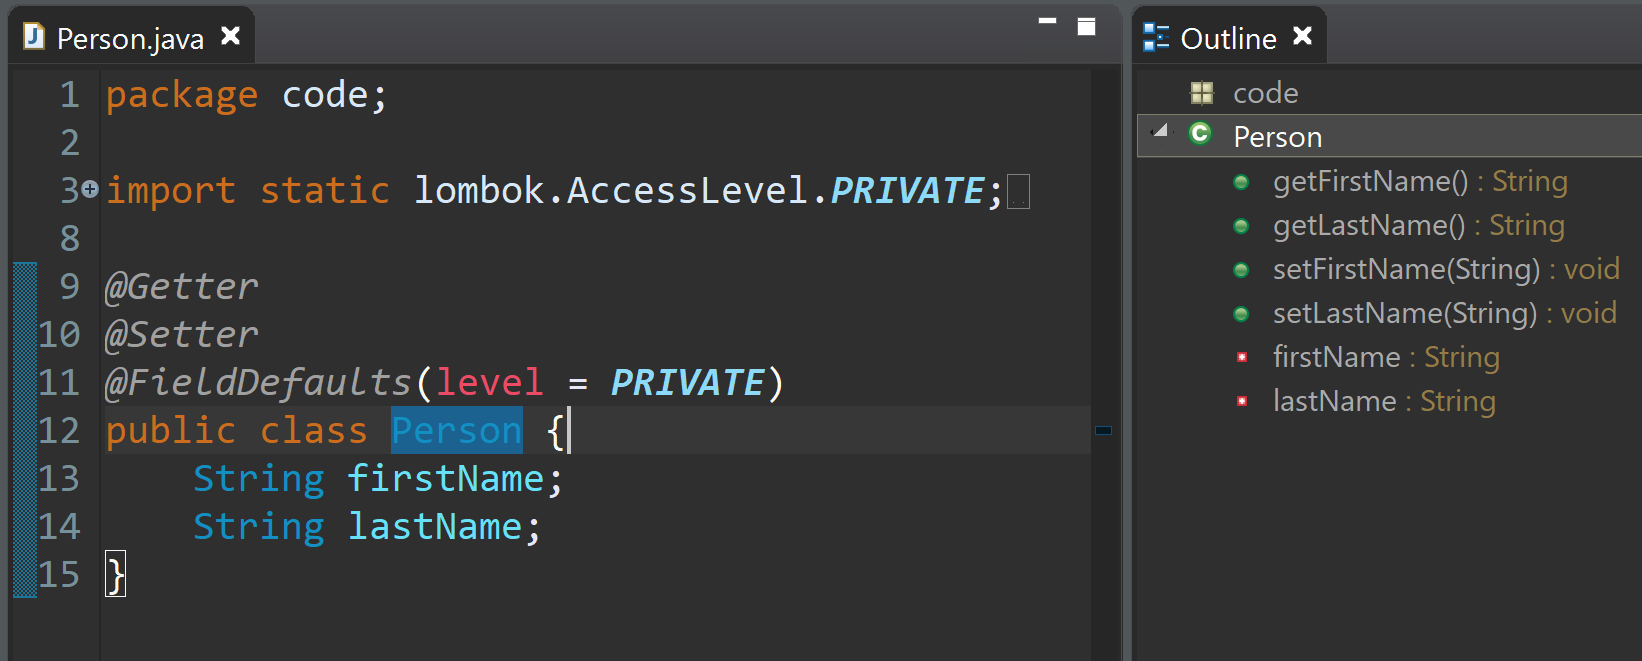 Person.java
1 package code;
2
3 import static lombok.AccessLevel.PRIVATE;
8
9 @Getter
10 @Setter
11 @FieldDefaults(level = PRIVATE)
12 public class Person {
13     String firstName;
14     String lastName;
15 }
Outline
code
Person
getFirstName() : String
getLastName() : String
setFirstName(String) : void
setLastName(String) : void
firstName : String
lastName : String